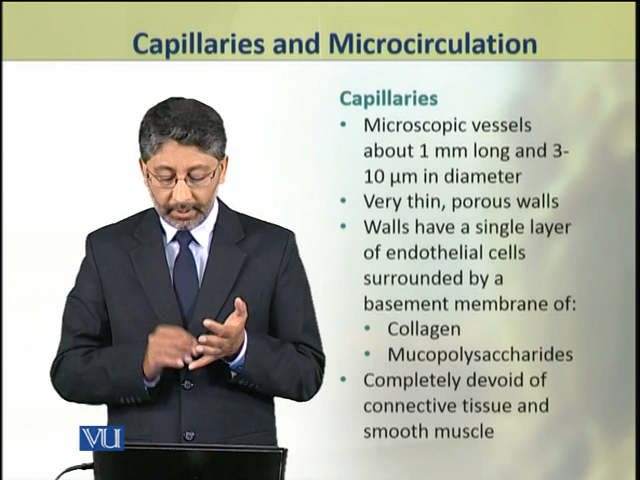 Capillaries and Microcirculation
Capillaries
• Microscopic vessels
about 1 mm long and 3-
10 µm in diameter
• Very thin, porous walls
• Walls have a single layer
of endothelial cells
surrounded by a
basement membrane of:
• Collagen
• Mucopolysaccharides
• Completely devoid of
connective tissue and
smooth muscle
VU